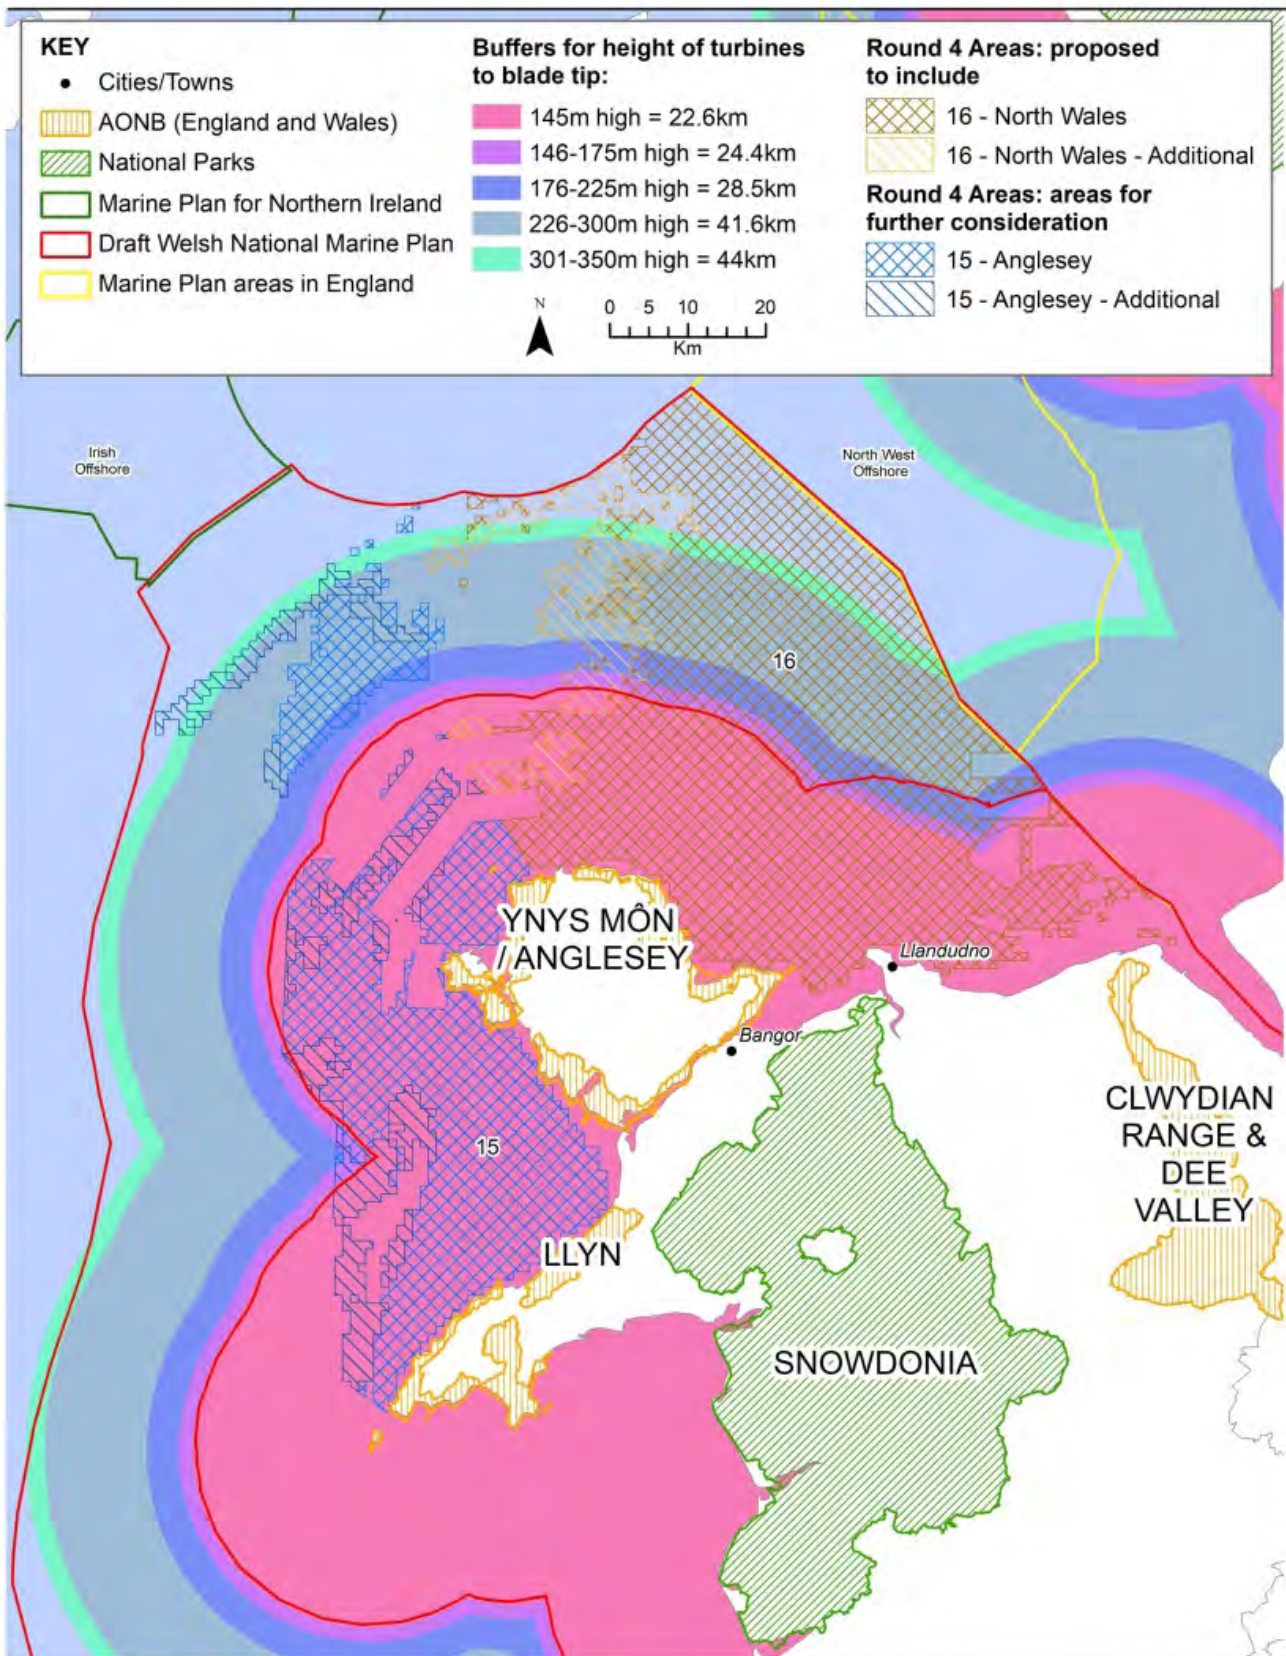 KEY
Cities/Towns
AONB (England and Wales)
National Parks
Marine Plan for Northern Ireland
Draft Welsh National Marine Plan
Marine Plan areas in England
Buffers for height of turbines
to blade tip:
145m high = 22.6km
146-175m high = 24.4km
176-225m high = 28.5km
226-300m high = 41.6km
301-350m high = 44km
N
0 5 10 20
Km
Round 4 Areas: proposed
to include
16 - North Wales
16 - North Wales - Additional
Round 4 Areas: areas for
further consideration
15 - Anglesey
15 - Anglesey - Additional
Irish
Offshore
North West
Offshore
16
YNYS MÔN
/ ANGLESEY
Llandudno
Bangor
CLWYDIAN
RANGE &
DEE
VALLEY
15
LLYN
SNOWDONIA